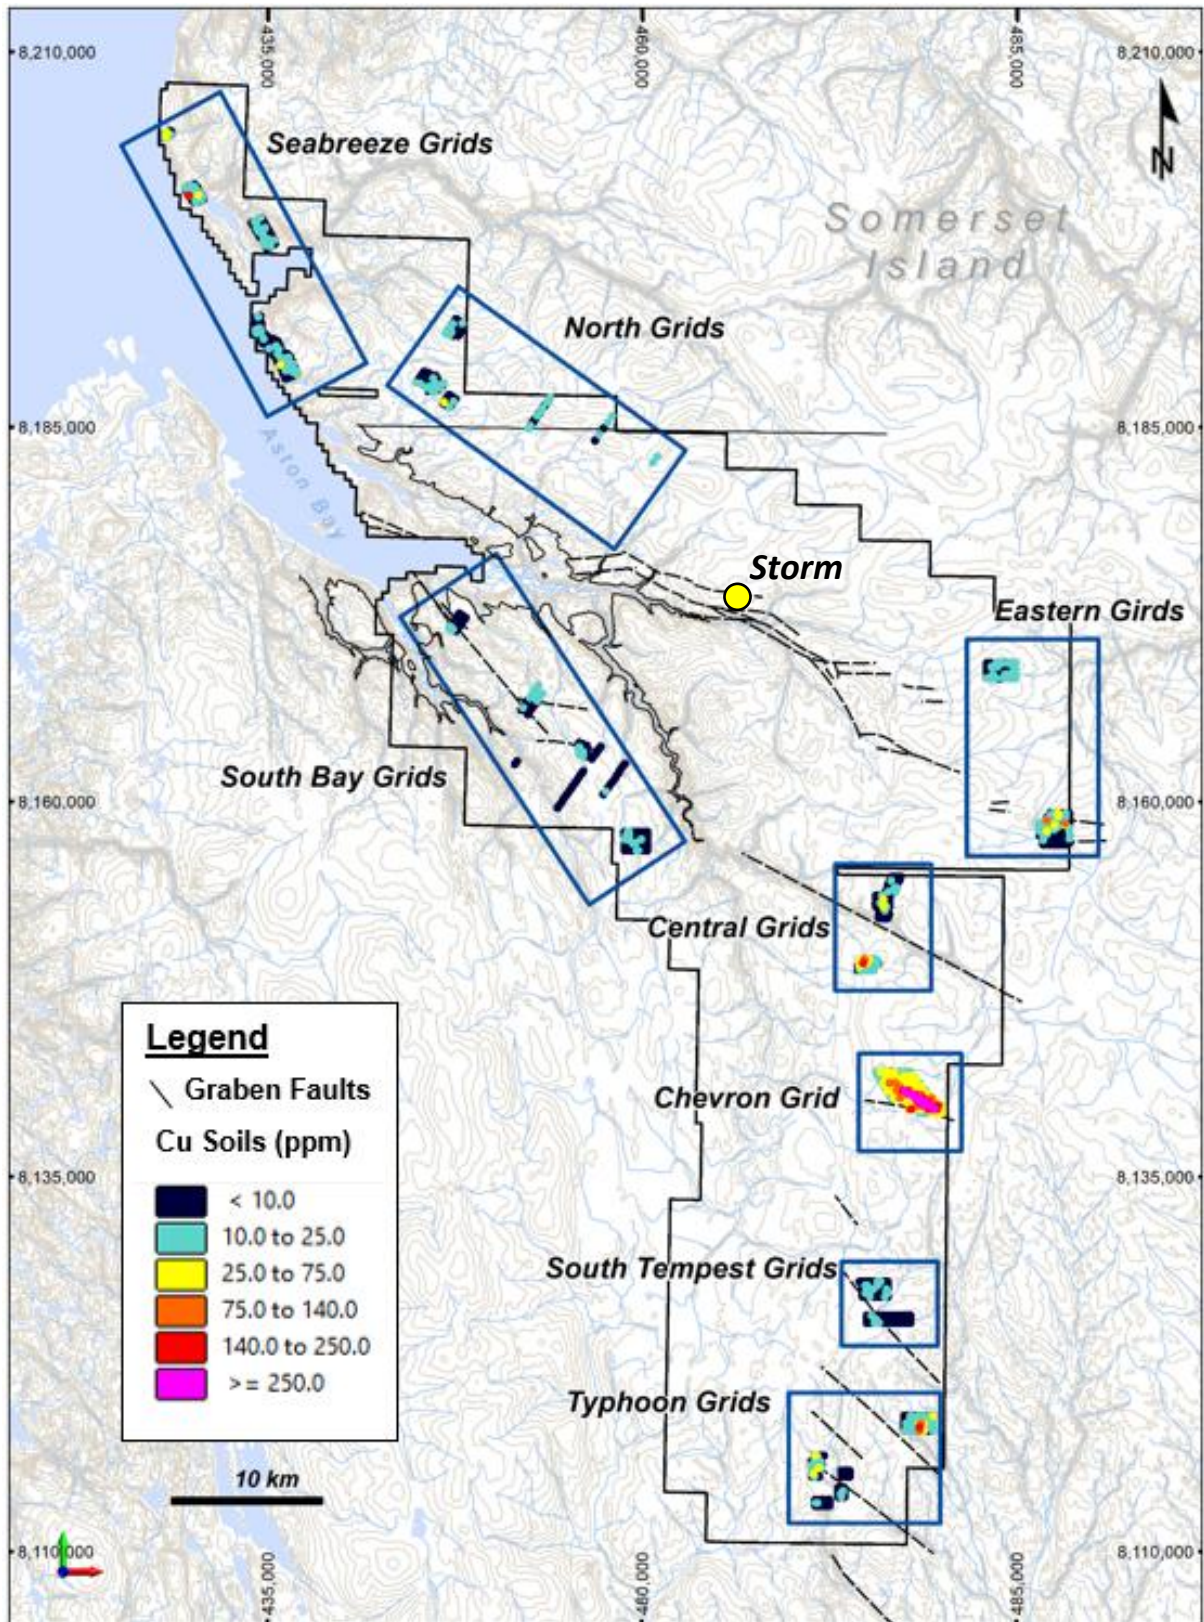 435,000
460,000
485,000
8,210,000
8,210,000
N
Seabreeze Grids
Somerset
Island
North Grids
8,185,000
8,185,000
Aston Bay
Storm
Eastern Girds
South Bay Grids
8,160,000
8,160,000
Central Grids
Legend
Graben Faults
Cu Soils (ppm)
< 10.0
10.0 to 25.0
25.0 to 75.0
75.0 to 140.0
140.0 to 250.0
>= 250.0
Chevron Grid
8,135,000
8,135,000
South Tempest Grids
Typhoon Grids
10 km
8,110,000
8,110,000
435,000
460,000
485,000